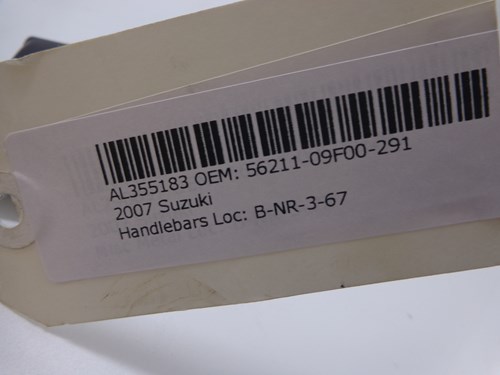 AL355183 OEM: 56211-09F00-291
2007 Suzuki
Handlebars Loc: B-NR-3-67